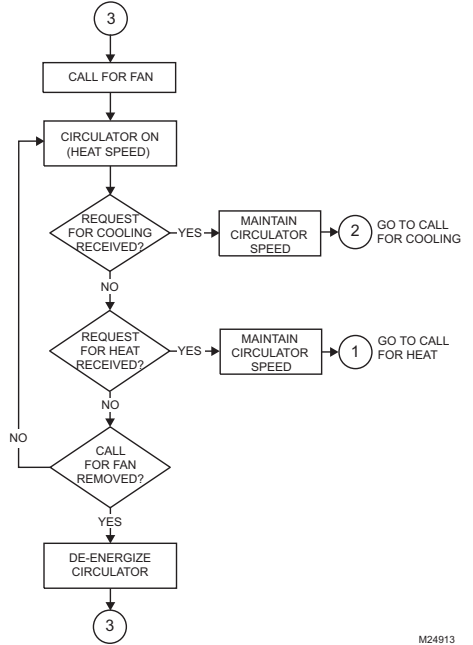 3
CALL FOR FAN
CIRCULATOR ON
(HEAT SPEED)
REQUEST
FOR COOLING
RECEIVED?
YES
MAINTAIN
CIRCULATOR
SPEED
2
GO TO CALL
FOR COOLING
NO
REQUEST
FOR HEAT
RECEIVED?
YES
MAINTAIN
CIRCULATOR
SPEED
1
GO TO CALL
FOR HEAT
NO
NO
CALL
FOR FAN
REMOVED?
YES
DE-ENERGIZE
CIRCULATOR
3
M24913